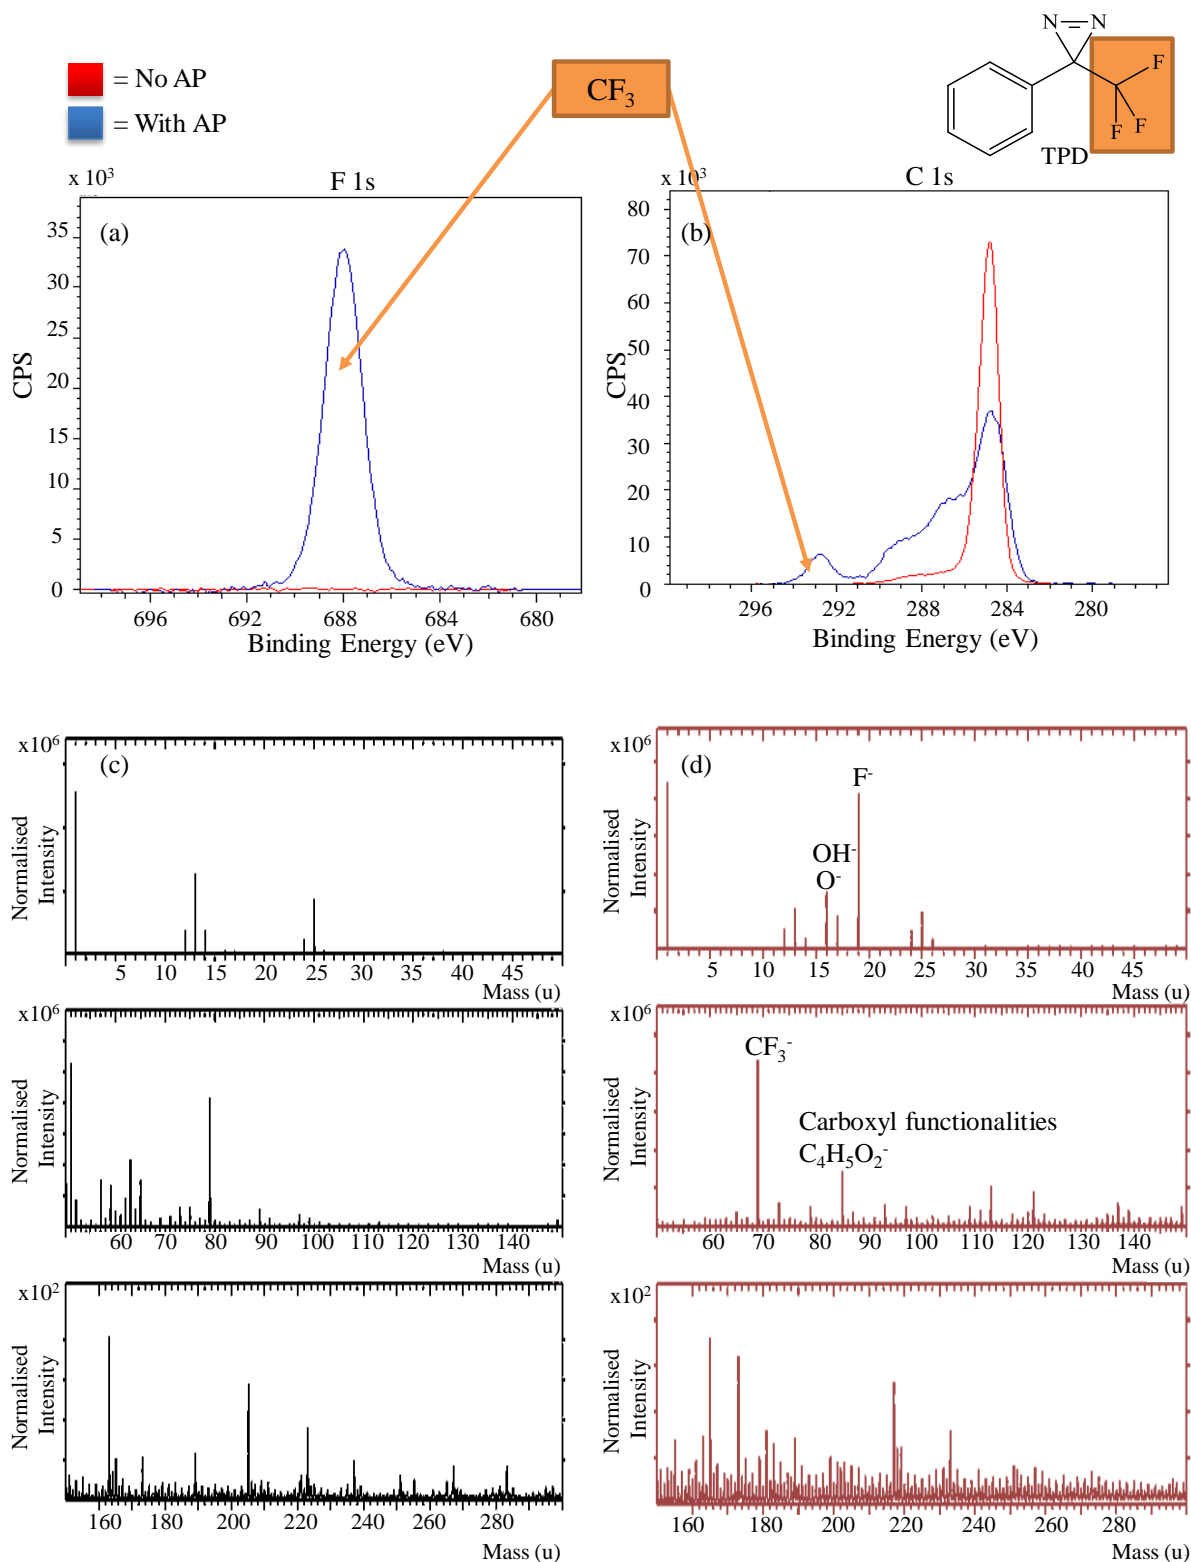 = No AP
= With AP
CF₃
N=N
F
F
F
TPD
x 10³
F 1s
(a)
CPS
35
30
25
20
15
10
5
0
696
692
688
684
680
Binding Energy (eV)
x 10³
C 1s
(b)
CPS
80
70
60
50
40
30
20
10
0
296
292
288
284
280
Binding Energy (eV)
x10⁶
(c)
Normalised
Intensity
5
10
15
20
25
30
35
40
45
Mass (u)
x10⁶
(d)
F⁻
OH⁻
O⁻
Normalised
Intensity
5
10
15
20
25
30
35
40
45
Mass (u)
x10⁶
Normalised
Intensity
60
70
80
90
100
110
120
130
140
Mass (u)
x10⁶
CF₃⁻
Carboxyl functionalities
C₄H₅O₂⁻
Normalised
Intensity
60
70
80
90
100
110
120
130
140
Mass (u)
x10²
Normalised
Intensity
160
180
200
220
240
260
280
Mass (u)
x10²
Normalised
Intensity
160
180
200
220
240
260
280
Mass (u)